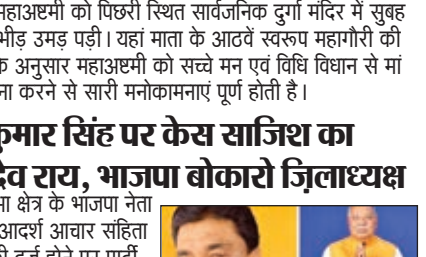 महाअष्टमी को पिछरी स्थित सार्वजनिक दुर्गा मंदिर में सुबह
भीड़ उमड़ पड़ी। यहां माता के आठवें स्वरूप महागौरी की
अनुसार महाअष्टमी को सच्चे मन एवं विधि विधान से मां
करने से सारी मनोकामनाएं पूर्ण होती है।
कुमार सिंह पर केस साजिश का
देव राय, भाजपा बोकारो ज़िलाध्यक्ष
क्षेत्र के भाजपा नेता
आदर्श आचार संहिता